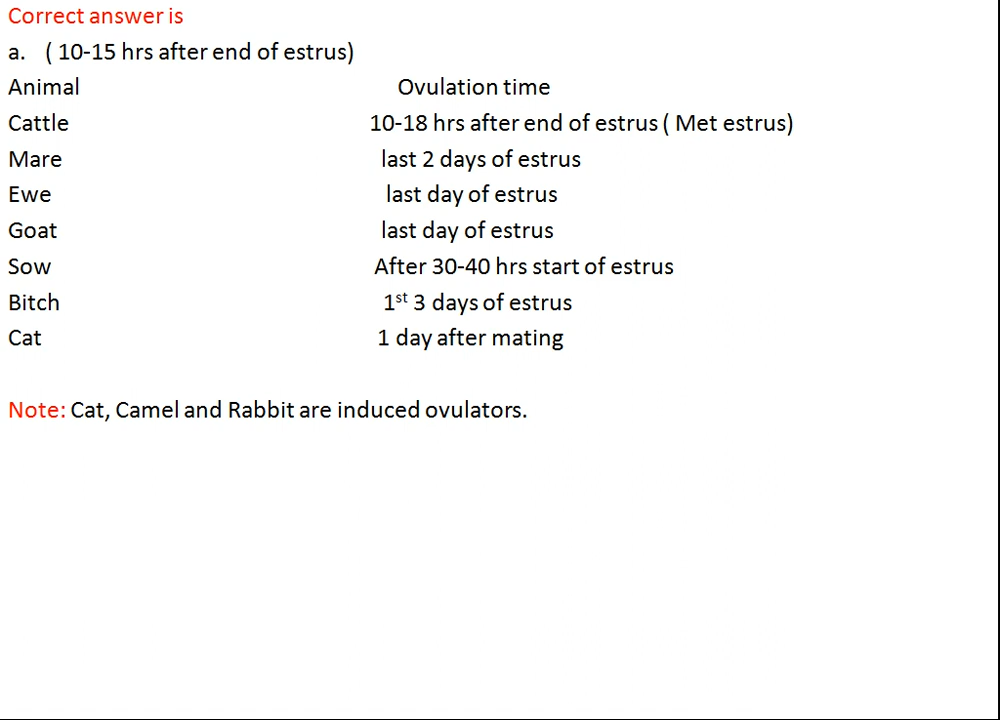 Correct answer is
a. ( 10-15 hrs after end of estrus)
Animal Ovulation time
Cattle 10-18 hrs after end of estrus ( Met estrus)
Mare last 2 days of estrus
Ewe last day of estrus
Goat last day of estrus
Sow After 30-40 hrs start of estrus
Bitch 1st 3 days of estrus
Cat 1 day after mating
Note: Cat, Camel and Rabbit are induced ovulators.